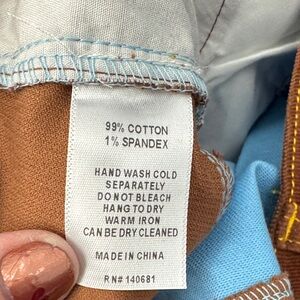 99% COTTON
1% SPANDEX
HAND WASH COLD
SEPARATELY
DO NOT BLEACH
HANG TO DRY
WARM IRON
CAN BE DRY CLEANED
MADE IN CHINA
RN# 140681